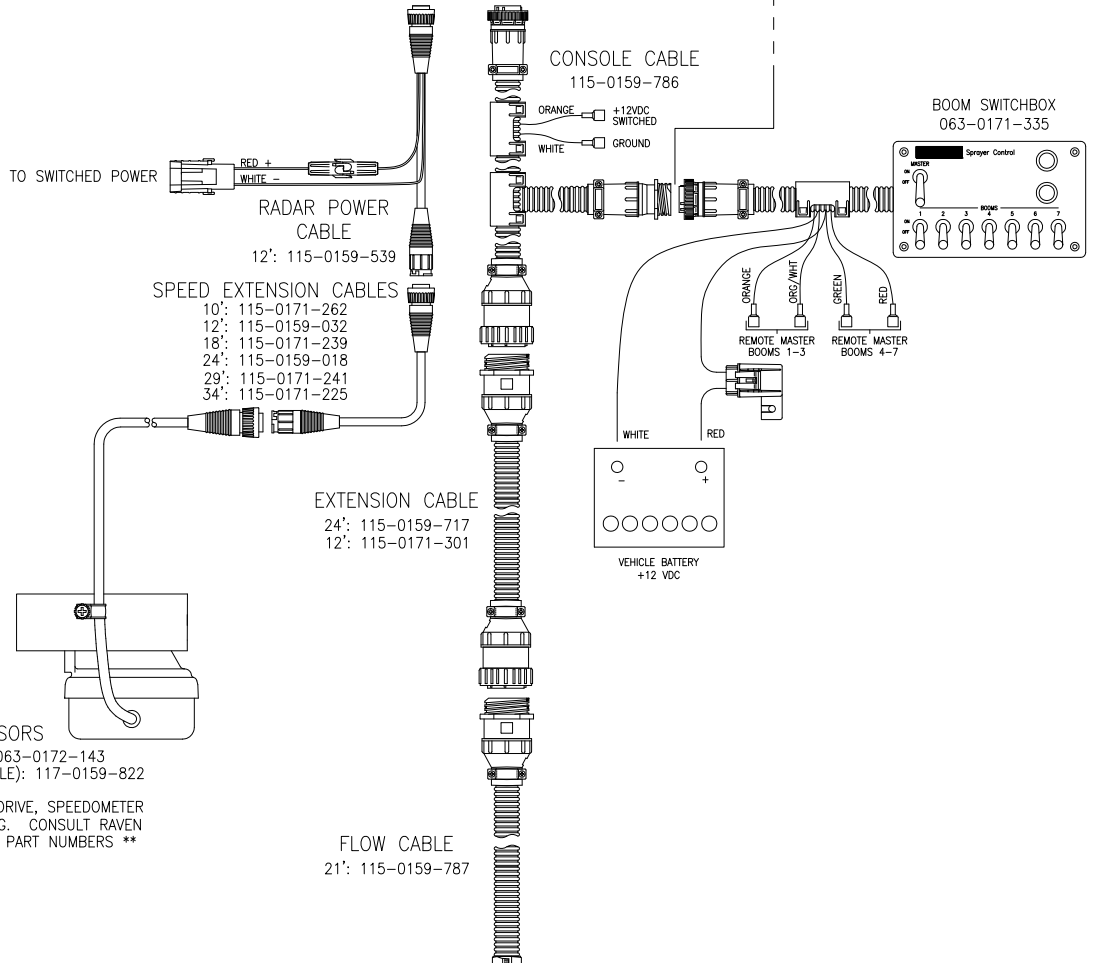 CONSOLE CABLE
115-0159-786
ORANGE
+12VDC
SWITCHED
WHITE
GROUND
BOOM SWITCHBOX
063-0171-335
Sprayer Control
MASTER
ON
OFF
BOOMS
1 2 3 4 5 6 7
ON
OFF
TO SWITCHED POWER
RED +
WHITE -
RADAR POWER
CABLE
12': 115-0159-539
SPEED EXTENSION CABLES
10': 115-0171-262
12': 115-0159-032
18': 115-0171-239
24': 115-0159-018
29': 115-0171-241
34': 115-0171-225
ORANGE
ORG/WHT
GREEN
RED
REMOTE MASTER
BOOMS 1-3
REMOTE MASTER
BOOMS 4-7
WHITE
RED
- +
VEHICLE BATTERY
+12 VDC
EXTENSION CABLE
24': 115-0159-717
12': 115-0171-301
SORS
063-0172-143
LE): 117-0159-822
DRIVE, SPEEDOMETER
G. CONSULT RAVEN
PART NUMBERS **
FLOW CABLE
21': 115-0159-787